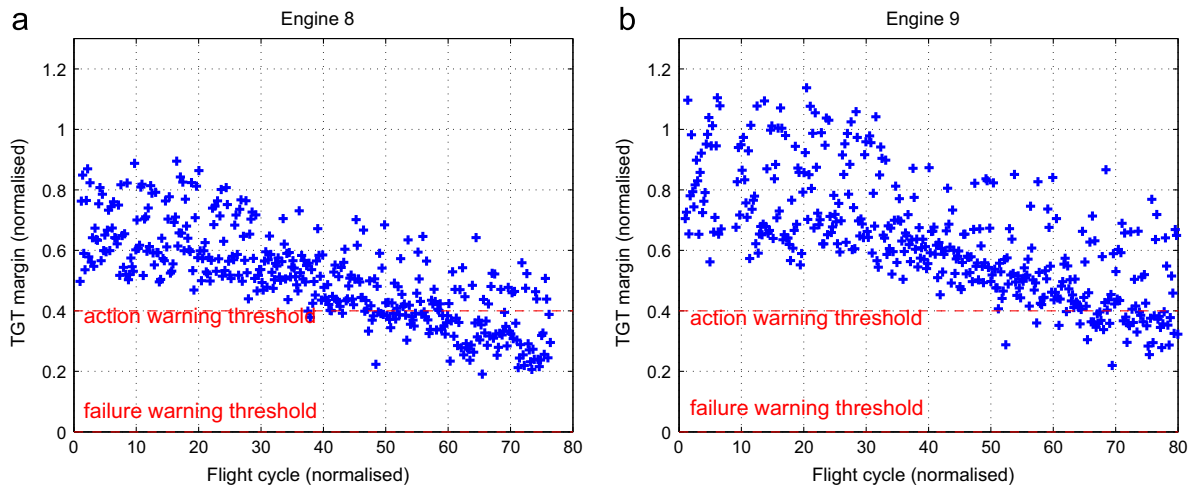 a
Engine 8
TGT margin (normalised)
1.2
1
0.8
0.6
0.4
0.2
0
action warning threshold
failure warning threshold
0 10 20 30 40 50 60 70 80
Flight cycle (normalised)
b
Engine 9
TGT margin (normalised)
1.2
1
0.8
0.6
0.4
0.2
0
action warning threshold
failure warning threshold
0 10 20 30 40 50 60 70 80
Flight cycle (normalised)